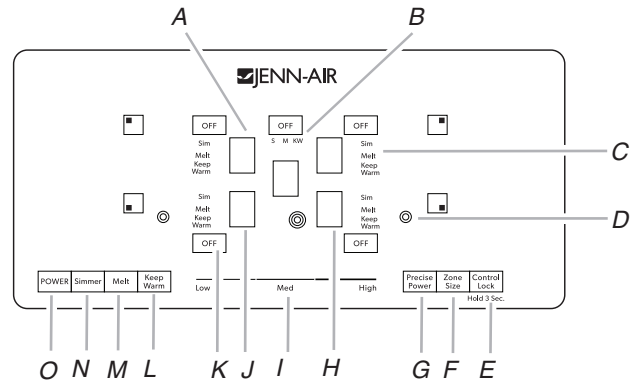 A B
JENN-AIR
OFF OFF OFF
S M KW
Sim Sim
Melt Melt
Keep Keep
Warm Warm
C
Sim Sim
Melt Melt
Keep Keep
Warm Warm
D
OFF OFF
POWER Simmer Melt Keep Warm
Low Med High
Precise Power Zone Size Control Lock
Hold 3 Sec.
O N M L K J I H G F E